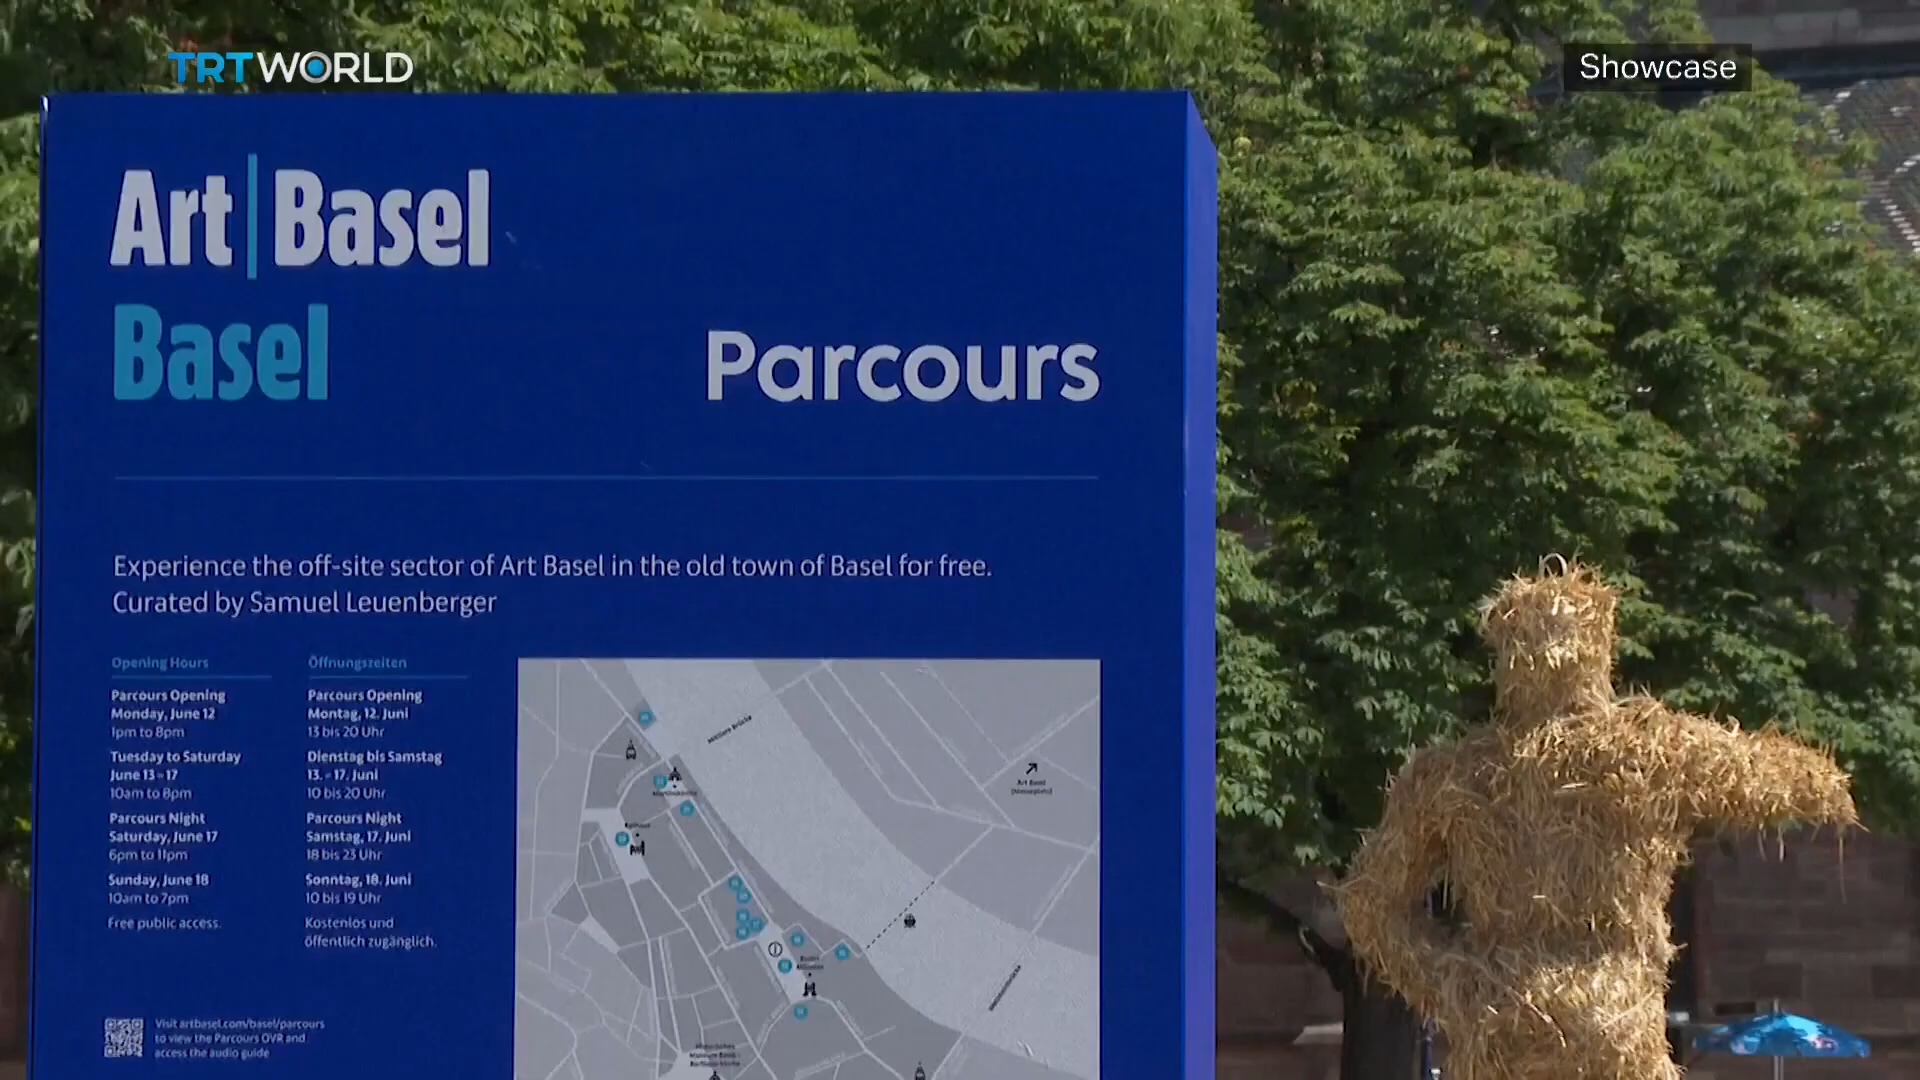 TRT WORLD
Showcase
Art|Basel
Basel
Parcours
Experience the off-site sector of Art Basel in the old town of Basel for free.
Curated by Samuel Leuenberger
Opening Hours
Parcours Opening
Monday, June 12
1pm to 8pm
Tuesday to Saturday
June 13 - 17
10am to 8pm
Parcours Night
Saturday, June 17
6pm to 11pm
Sunday, June 18
10am to 7pm
Free public access.
Öffnungszeiten
Parcours Opening
Montag, 12. Juni
13 bis 20 Uhr
Dienstag bis Samstag
13. - 17. Juni
10 bis 20 Uhr
Parcours Night
Samstag, 17. Juni
18 bis 23 Uhr
Sonntag, 18. Juni
10 bis 19 Uhr
Kostenlos und
öffentlich zugänglich.
Mittlere Brücke
Art Basel
(Messeplatz)
Visit artbasel.com/basel/parcours
to view the Parcours OVR and
access the audio guide